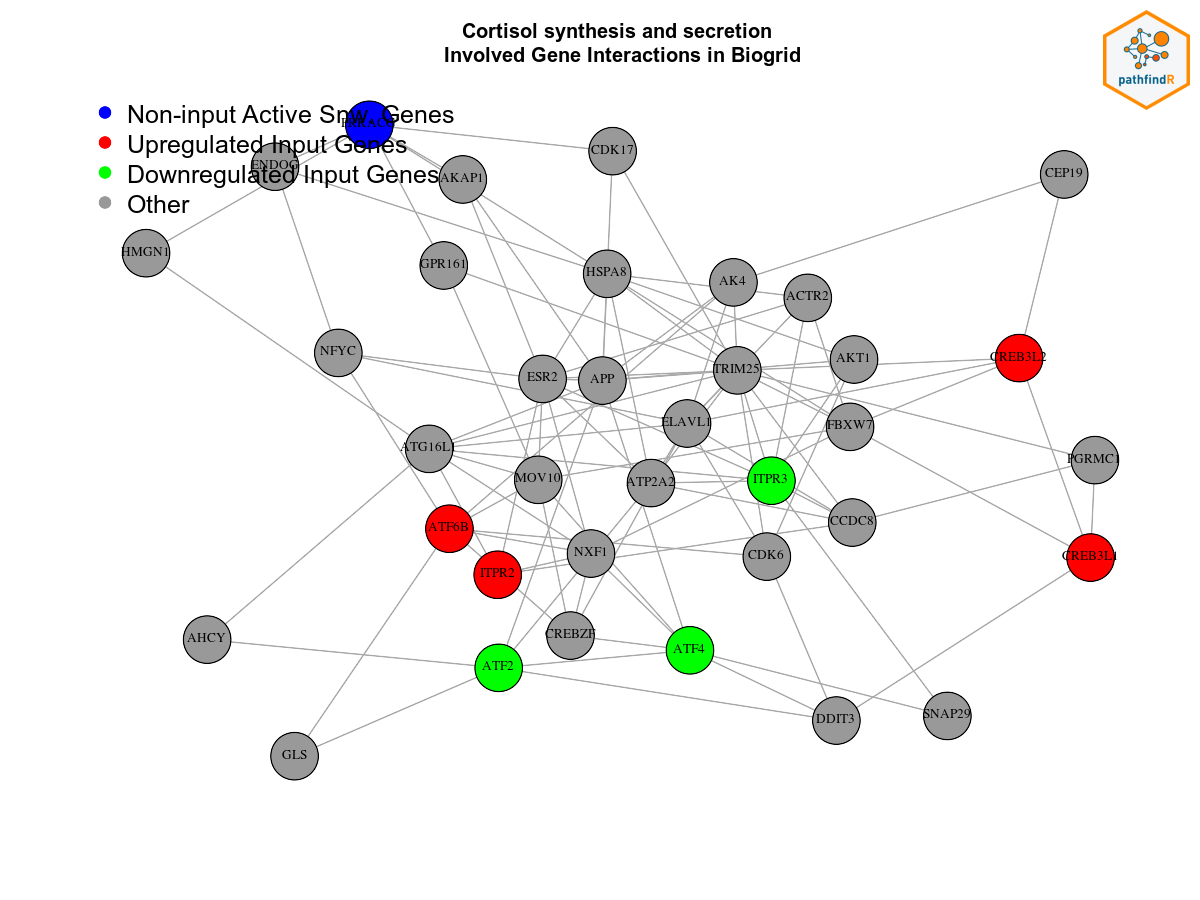 Cortisol synthesis and secretion
Involved Gene Interactions in Biogrid
pathfindR
Non-input Active Snw. Genes
Upregulated Input Genes
Downregulated Input Genes
Other
CDK17
ENDOG
AKAP1
CEP19
HMGN1
GPR161
HSPA8
AK4
ACTR2
NFYC
ESR2
APP
TRIM25
AKT1
CREB3L2
ELAVL1
FBXW7
ATG16L1
PGRMC1
MOV10
ATP2A2
ITPR3
CCDC8
ATF6B
NXF1
CDK6
CREB3L1
ITPR2
AHCY
CREBZF
ATF4
ATF2
DDIT3
SNAP29
GLS